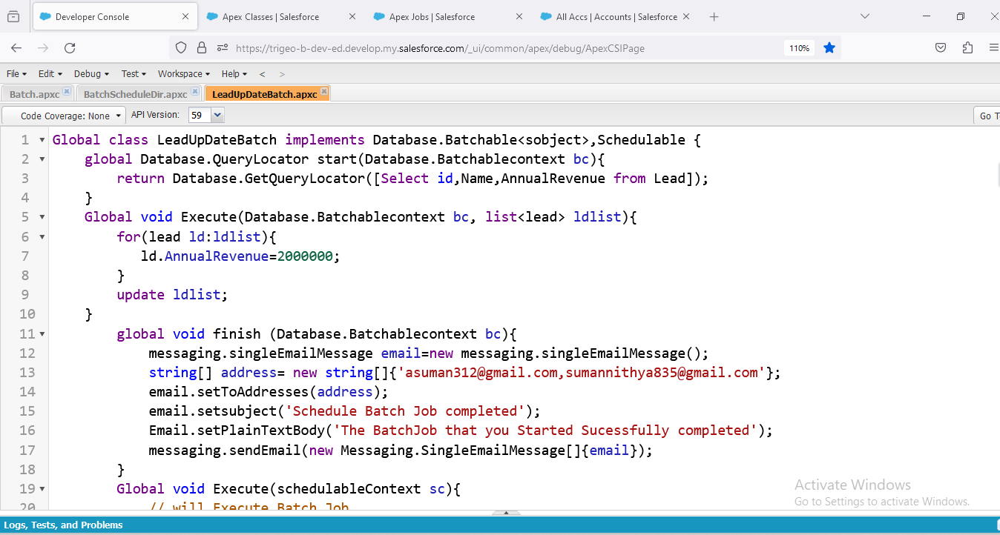 Developer Console
Apex Classes | Salesforce
Apex Jobs | Salesforce
All Accs | Accounts | Salesforce
https://trigeo-b-dev-ed.develop.my.salesforce.com/_ui/common/apex/debug/ApexCSIPage
110%
File Edit Debug Test Workspace Help < >
Batch.apxc BatchScheduleDir.apxc LeadUpDateBatch.apxc
Code Coverage: None API Version: 59 Go
1 Global class LeadUpDateBatch implements Database.Batchable<sobject>,Schedulable {
2 global Database.QueryLocator start(Database.Batchablecontext bc){
3 return Database.GetQueryLocator([Select id,Name,AnnualRevenue from Lead]);
4 }
5 Global void Execute(Database.Batchablecontext bc, list<lead> ldlist){
6 for(lead ld:ldlist){
7 ld.AnnualRevenue=2000000;
8 }
9 update ldlist;
10 }
11 global void finish (Database.Batchablecontext bc){
12 messaging.singleEmailMessage email=new messaging.singleEmailMessage();
13 string[] address= new string[]{'asuman312@gmail.com,sumannithya835@gmail.com'};
14 email.setToAddresses(address);
15 email.setsubject('Schedule Batch Job completed');
16 Email.setPlainTextBody('The BatchJob that you Started Sucessfully completed');
17 messaging.sendEmail(new Messaging.SingleEmailMessage[]{email});
18 }
19 Global void Execute(schedulableContext sc){
20 // will Execute Batch Job
Activate Windows
Go to Settings to activate Windows.
Logs, Tests, and Problems